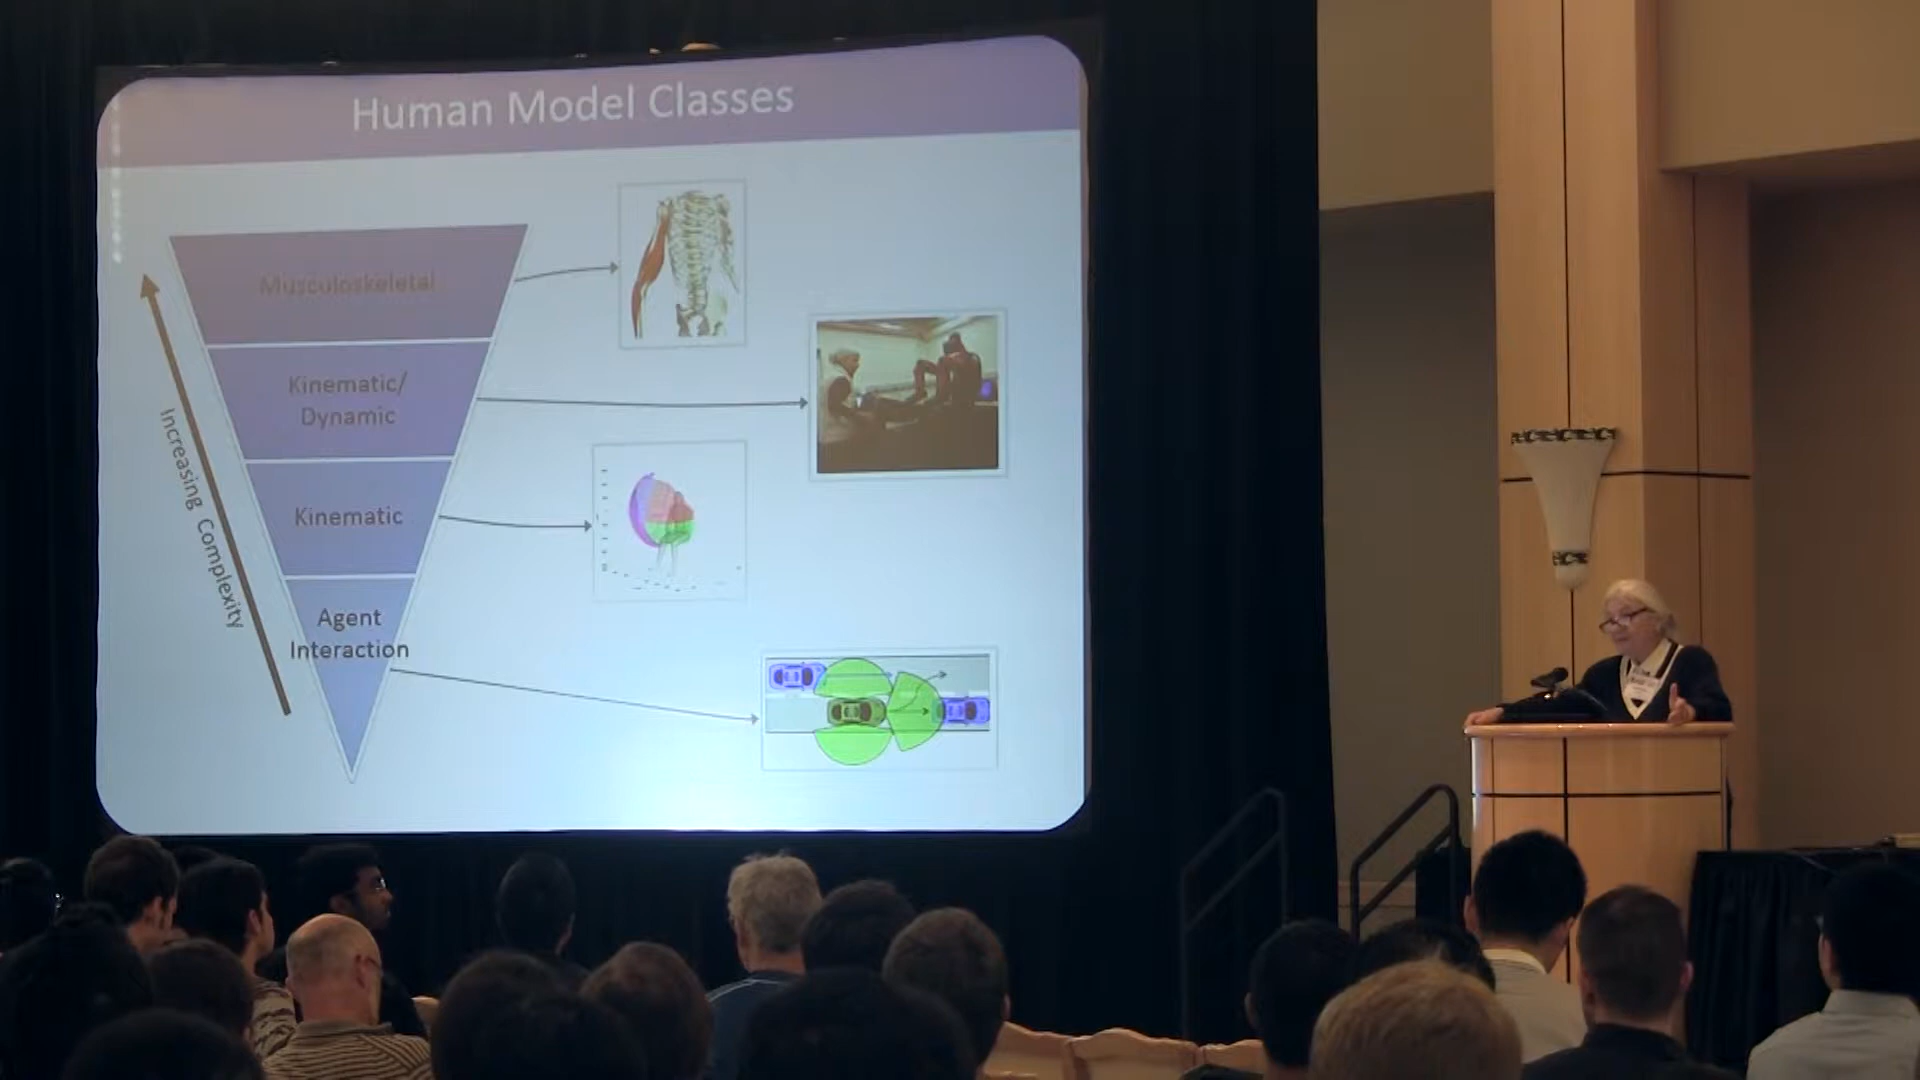 Human Model Classes
Musculoskeletal
Kinematic/
Dynamic
Kinematic
Agent
Interaction
Increasing Complexity